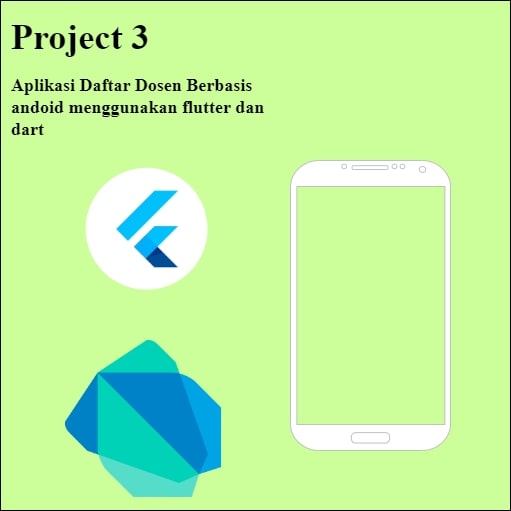 Project 3
Aplikasi Daftar Dosen Berbasis
andoid menggunakan flutter dan
dart